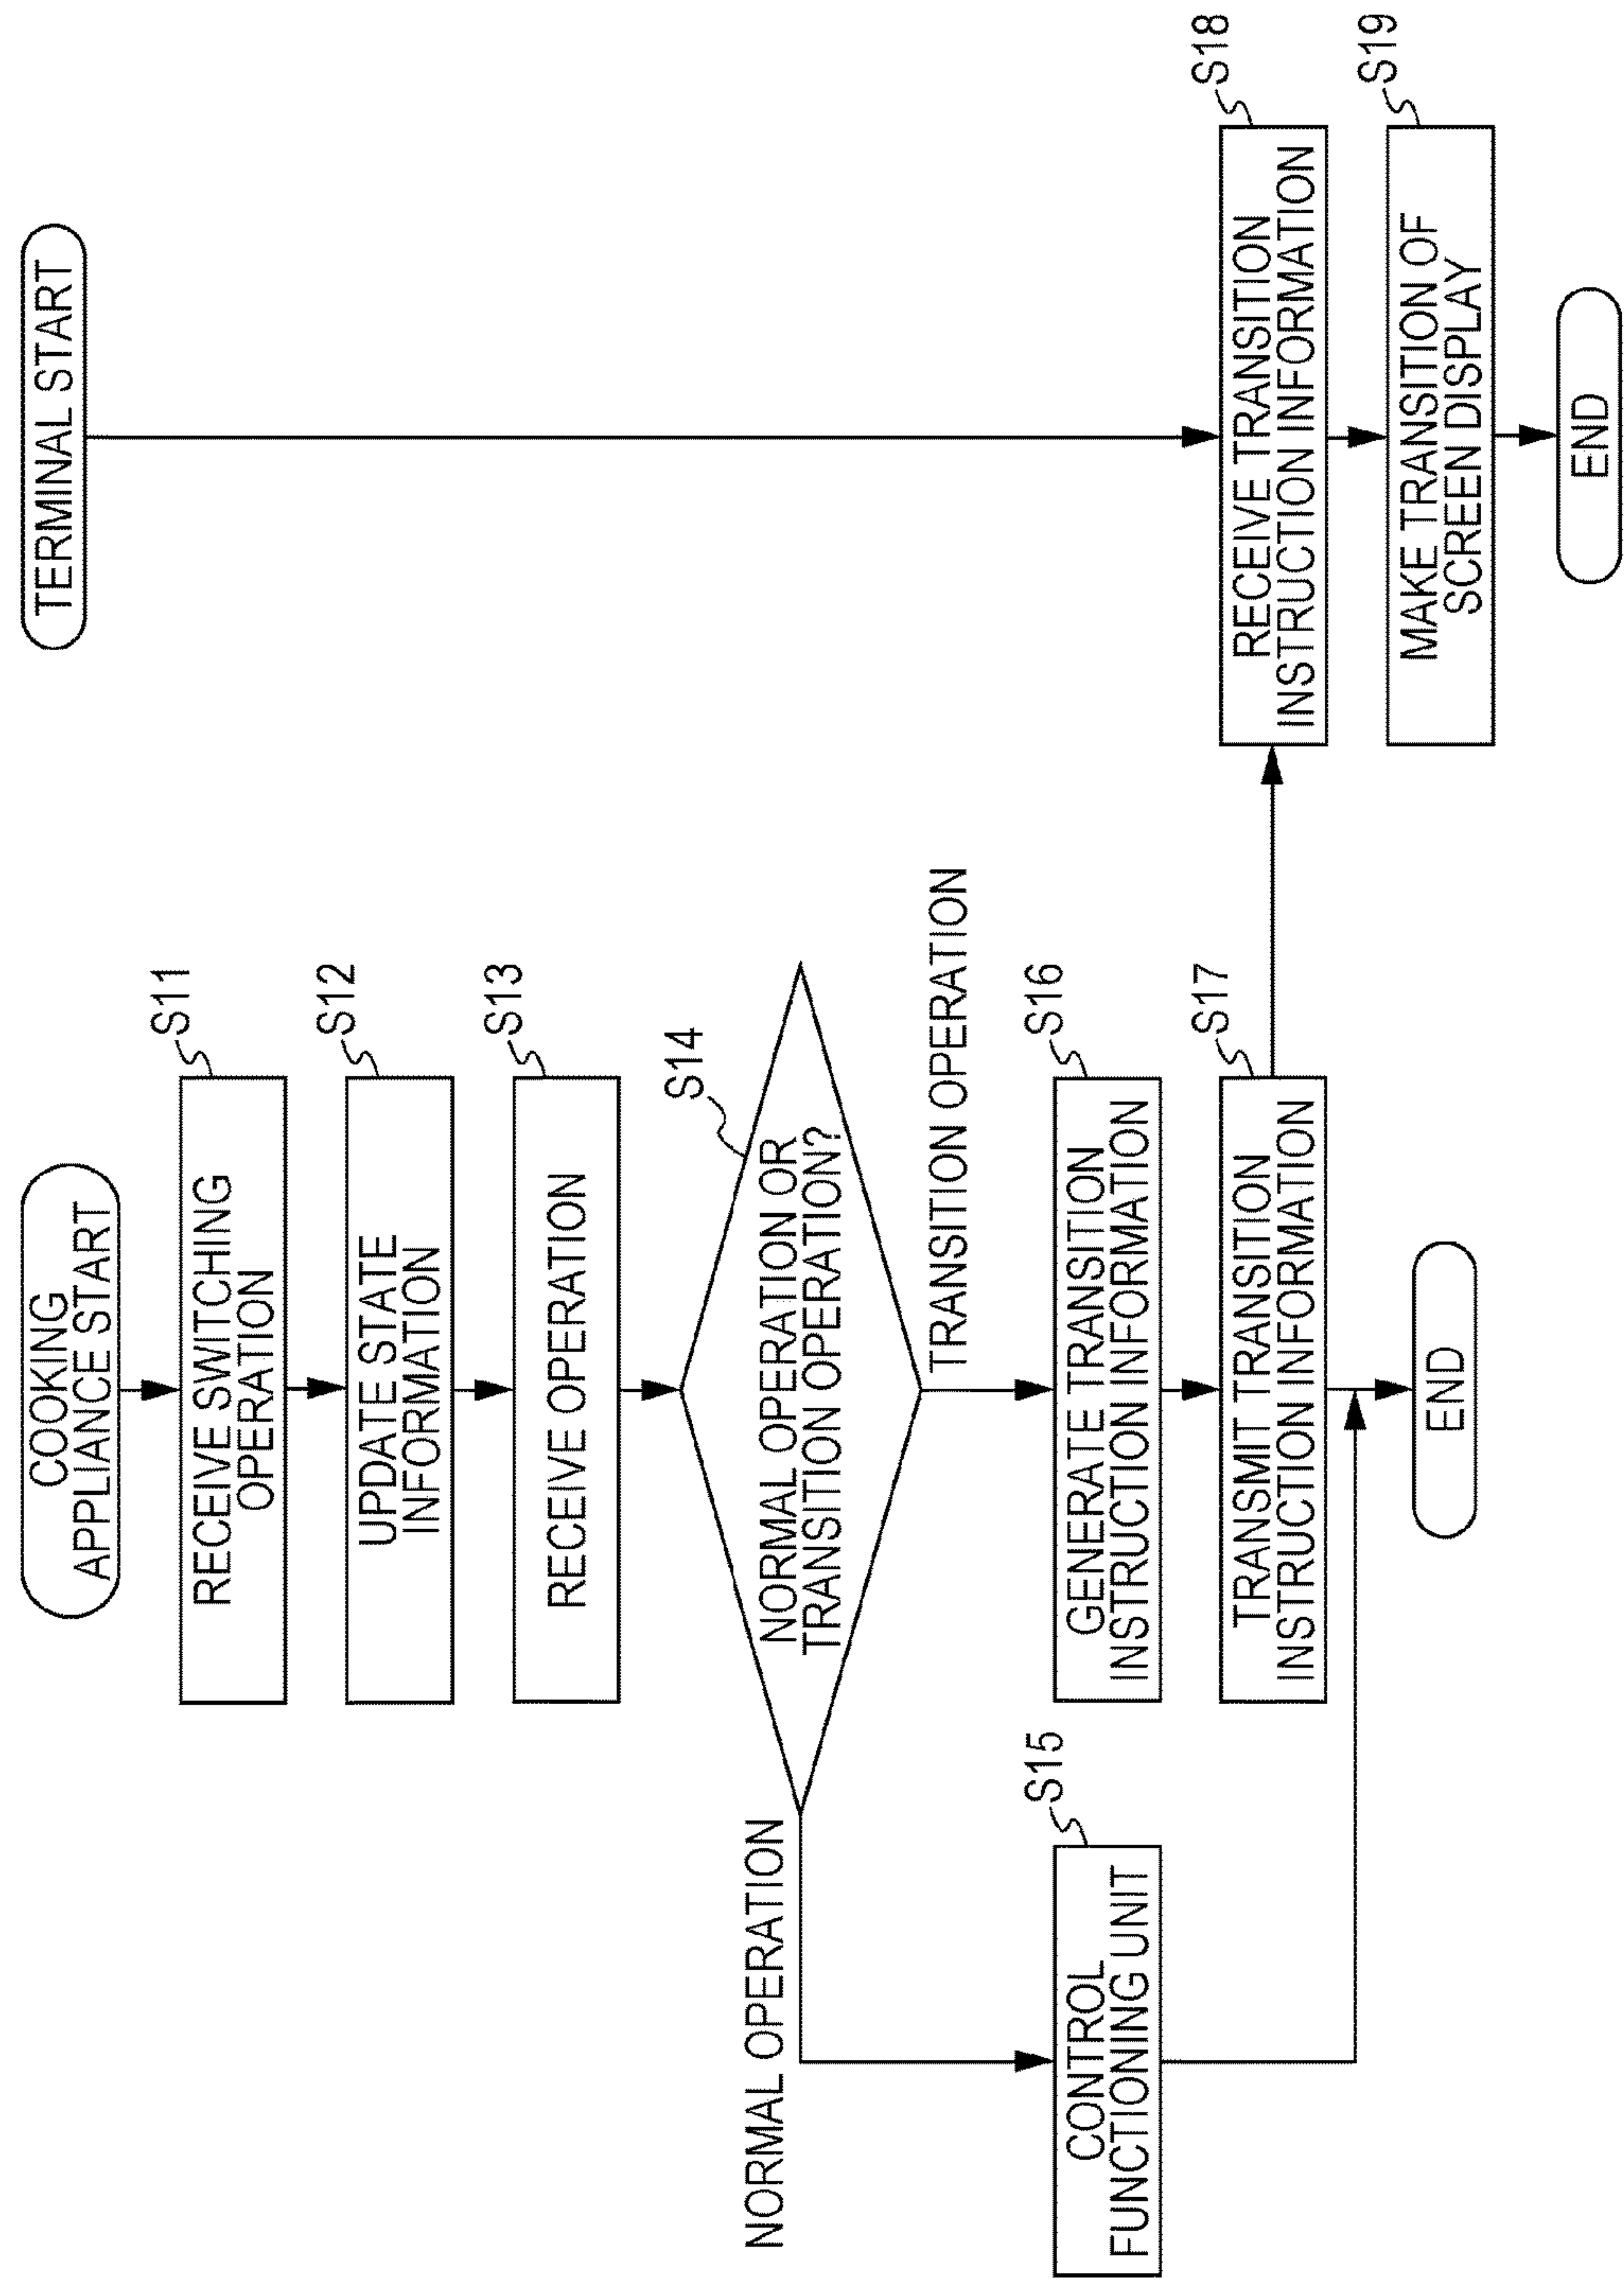 COOKING
APPLIANCE START
S11
RECEIVE SWITCHING
OPERATION
S12
UPDATE STATE
INFORMATION
S13
RECEIVE OPERATION
S14
NORMAL OPERATION OR
TRANSITION OPERATION?
NORMAL OPERATION
TRANSITION OPERATION
S15
CONTROL
FUNCTIONING UNIT
S16
GENERATE TRANSITION
INSTRUCTION INFORMATION
S17
TRANSMIT TRANSITION
INSTRUCTION INFORMATION
END
TERMINAL START
S18
RECEIVE TRANSITION
INSTRUCTION INFORMATION
S19
MAKE TRANSITION OF
SCREEN DISPLAY
END